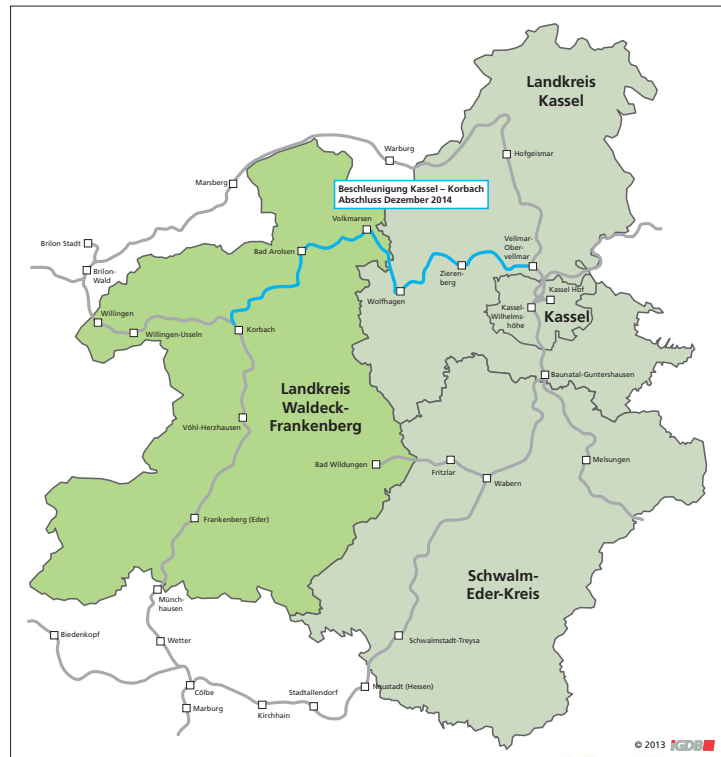 Landkreis
Kassel
Warburg
Hofgeismar
Marsberg
Beschleunigung Kassel – Korbach
Abschluss Dezember 2014
Volkmarsen
Brilon Stadt
Bad Arolsen
Vellmar-
Ober-
vellmar
Brilon-
Wald
Zieren-
berg
Kassel Hbf
Wolfhagen
Kassel-
Wilhelms-
höhe
Kassel
Willingen
Willingen-Usseln
Korbach
Baunatal-Guntershausen
Landkreis
Waldeck-
Frankenberg
Vöhl-Herzhausen
Bad Wildungen
Fritzlar
Wabern
Melsungen
Frankenberg (Eder)
Schwalm-
Eder-Kreis
Münch-
hausen
Biedenkopf
Wetter
Schwalmstadt-Treysa
Cölbe
Stadtallendorf
Neustadt (Hessen)
Marburg
Kirchhain
© 2013 iGDB